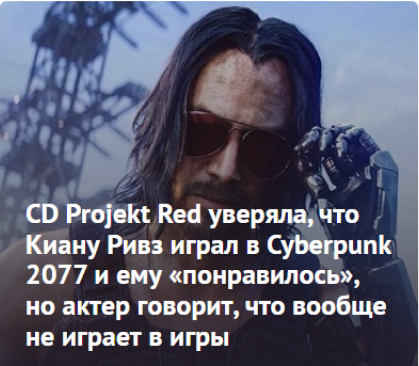 CD Projekt Red уверяла, что
Киану Ривз играл в Cyberpunk
2077 и ему «понравилось»,
но актер говорит, что вообще
не играет в игры